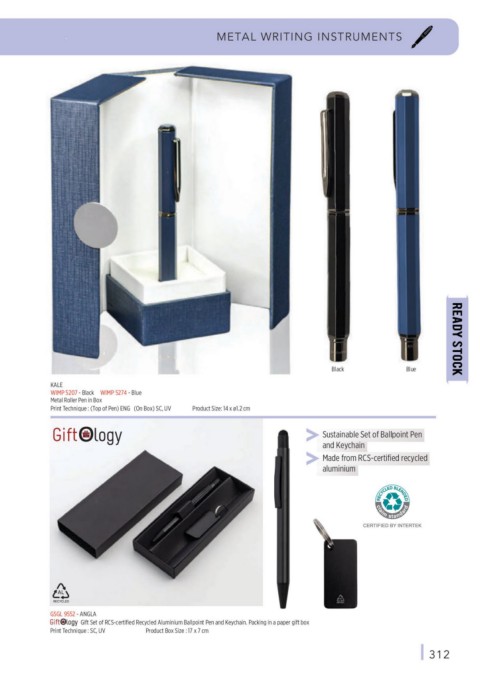 METAL WRITING INSTRUMENTS
READY STOCK
Black
Blue
KALE
WIMP 5207 - Black WIMP 5274 - Blue
Metal Roller Pen in Box
Print Technique : (Top of Pen) ENG (On Box) SC, UV Product Size: 14 x ø1.2 cm
GiftOlogy
Sustainable Set of Ballpoint Pen
and Keychain
Made from RCS-certified recycled
aluminium
RECYCLED BLENDED
CERTIFIED BY INTERTEK
AL
RECYCLED
GSGL 9552 - ANGLA
GiftOlogy Gift Set of RCS-certified Recycled Aluminium Ballpoint Pen and Keychain. Packing in a paper gift box
Print Technique : SC, UV Product Box Size : 17 x 7 cm
312